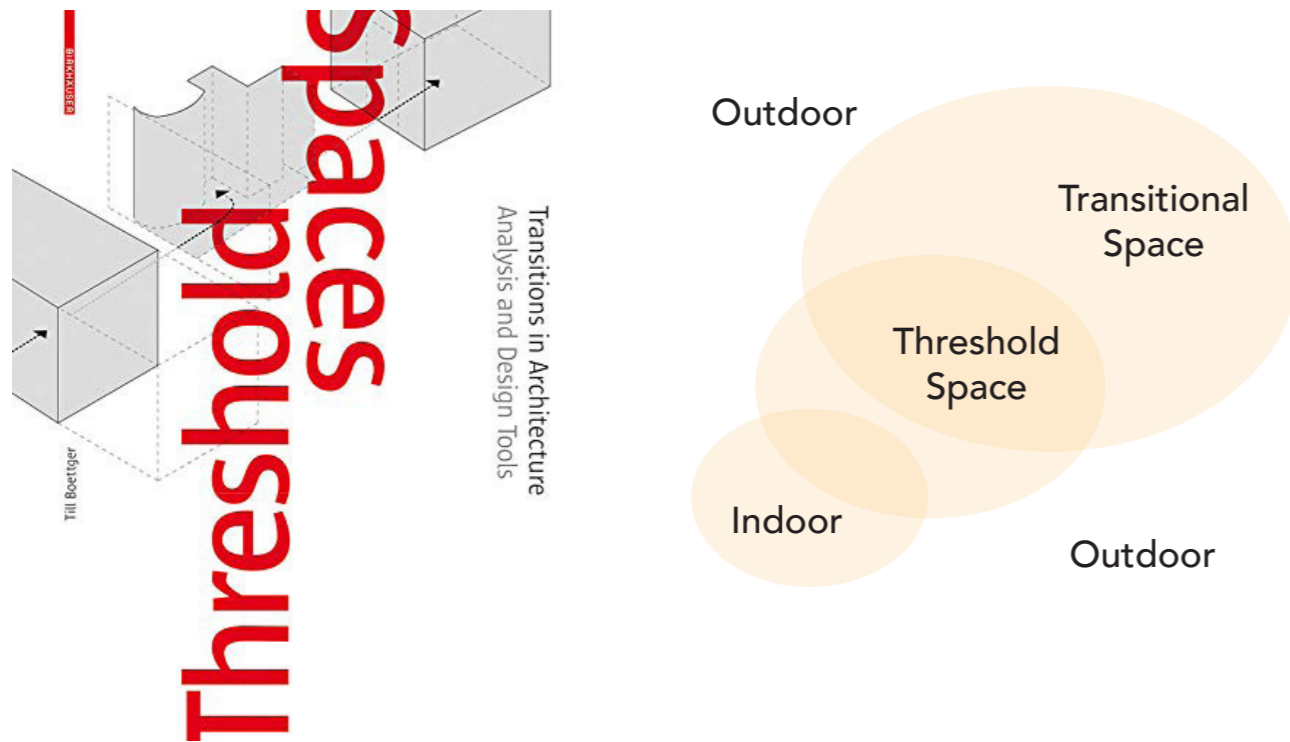 BIRKHÄUSER
Threshold
Spaces
Transitions in Architecture
Analysis and Design Tools
Till Boettger
Outdoor
Transitional
Space
Threshold
Space
Indoor
Outdoor